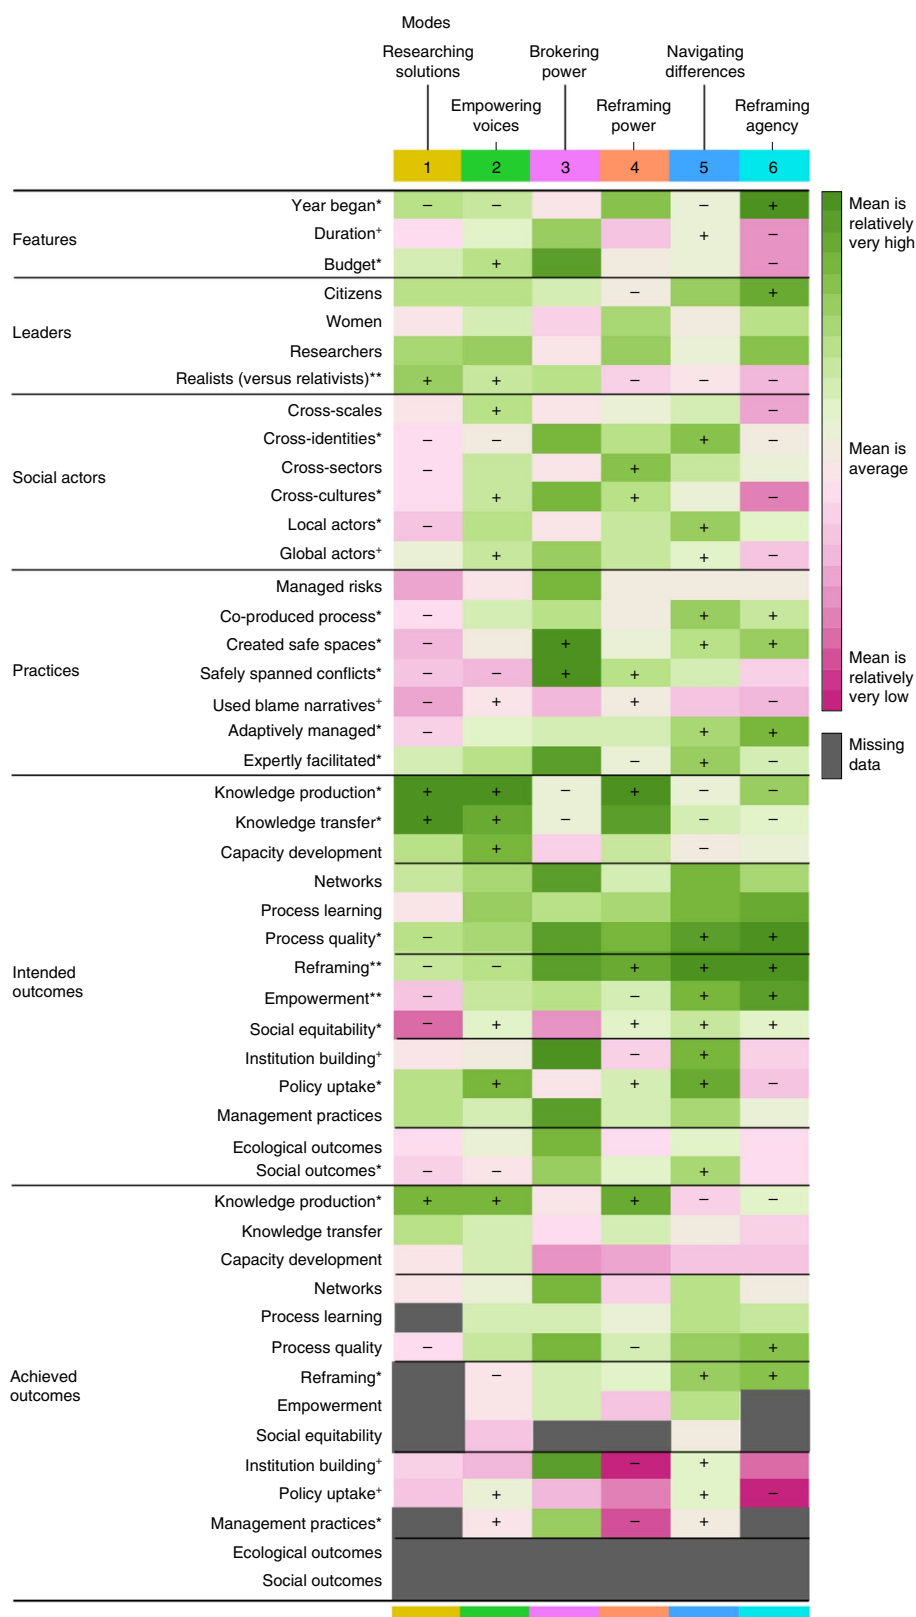 Modes
Researching solutions
Brokering power
Navigating differences
Empowering voices
Reframing power
Reframing agency
1 2 3 4 5 6
Features
Year began* − − − +
Duration⁺ + −
Budget* + −
Leaders
Citizens − +
Women
Researchers
Realists (versus relativists)** + + − − −
Social actors
Cross-scales + −
Cross-identities* − − + −
Cross-sectors − +
Cross-cultures* + + −
Local actors* − +
Global actors⁺ + + −
Practices
Managed risks
Co-produced process* − + +
Created safe spaces* − + + +
Safely spanned conflicts* − − + +
Used blame narratives⁺ − + + −
Adaptively managed* − + +
Expertly facilitated* − + −
Intended outcomes
Knowledge production* + + − + − −
Knowledge transfer* + + − − −
Capacity development + −
Networks
Process learning
Process quality* − + +
Reframing** − − + + +
Empowerment** − − + +
Social equitability* − + + + +
Institution building⁺ − +
Policy uptake* + + + −
Management practices
Ecological outcomes
Social outcomes* − − +
Achieved outcomes
Knowledge production* + + + − −
Knowledge transfer
Capacity development
Networks
Process learning
Process quality − − +
Reframing* − + +
Empowerment
Social equitability
Institution building⁺ − +
Policy uptake⁺ + + −
Management practices* + − +
Ecological outcomes
Social outcomes
Mean is
relatively
very high
Mean is
average
Mean is
relatively
very low
Missing
data